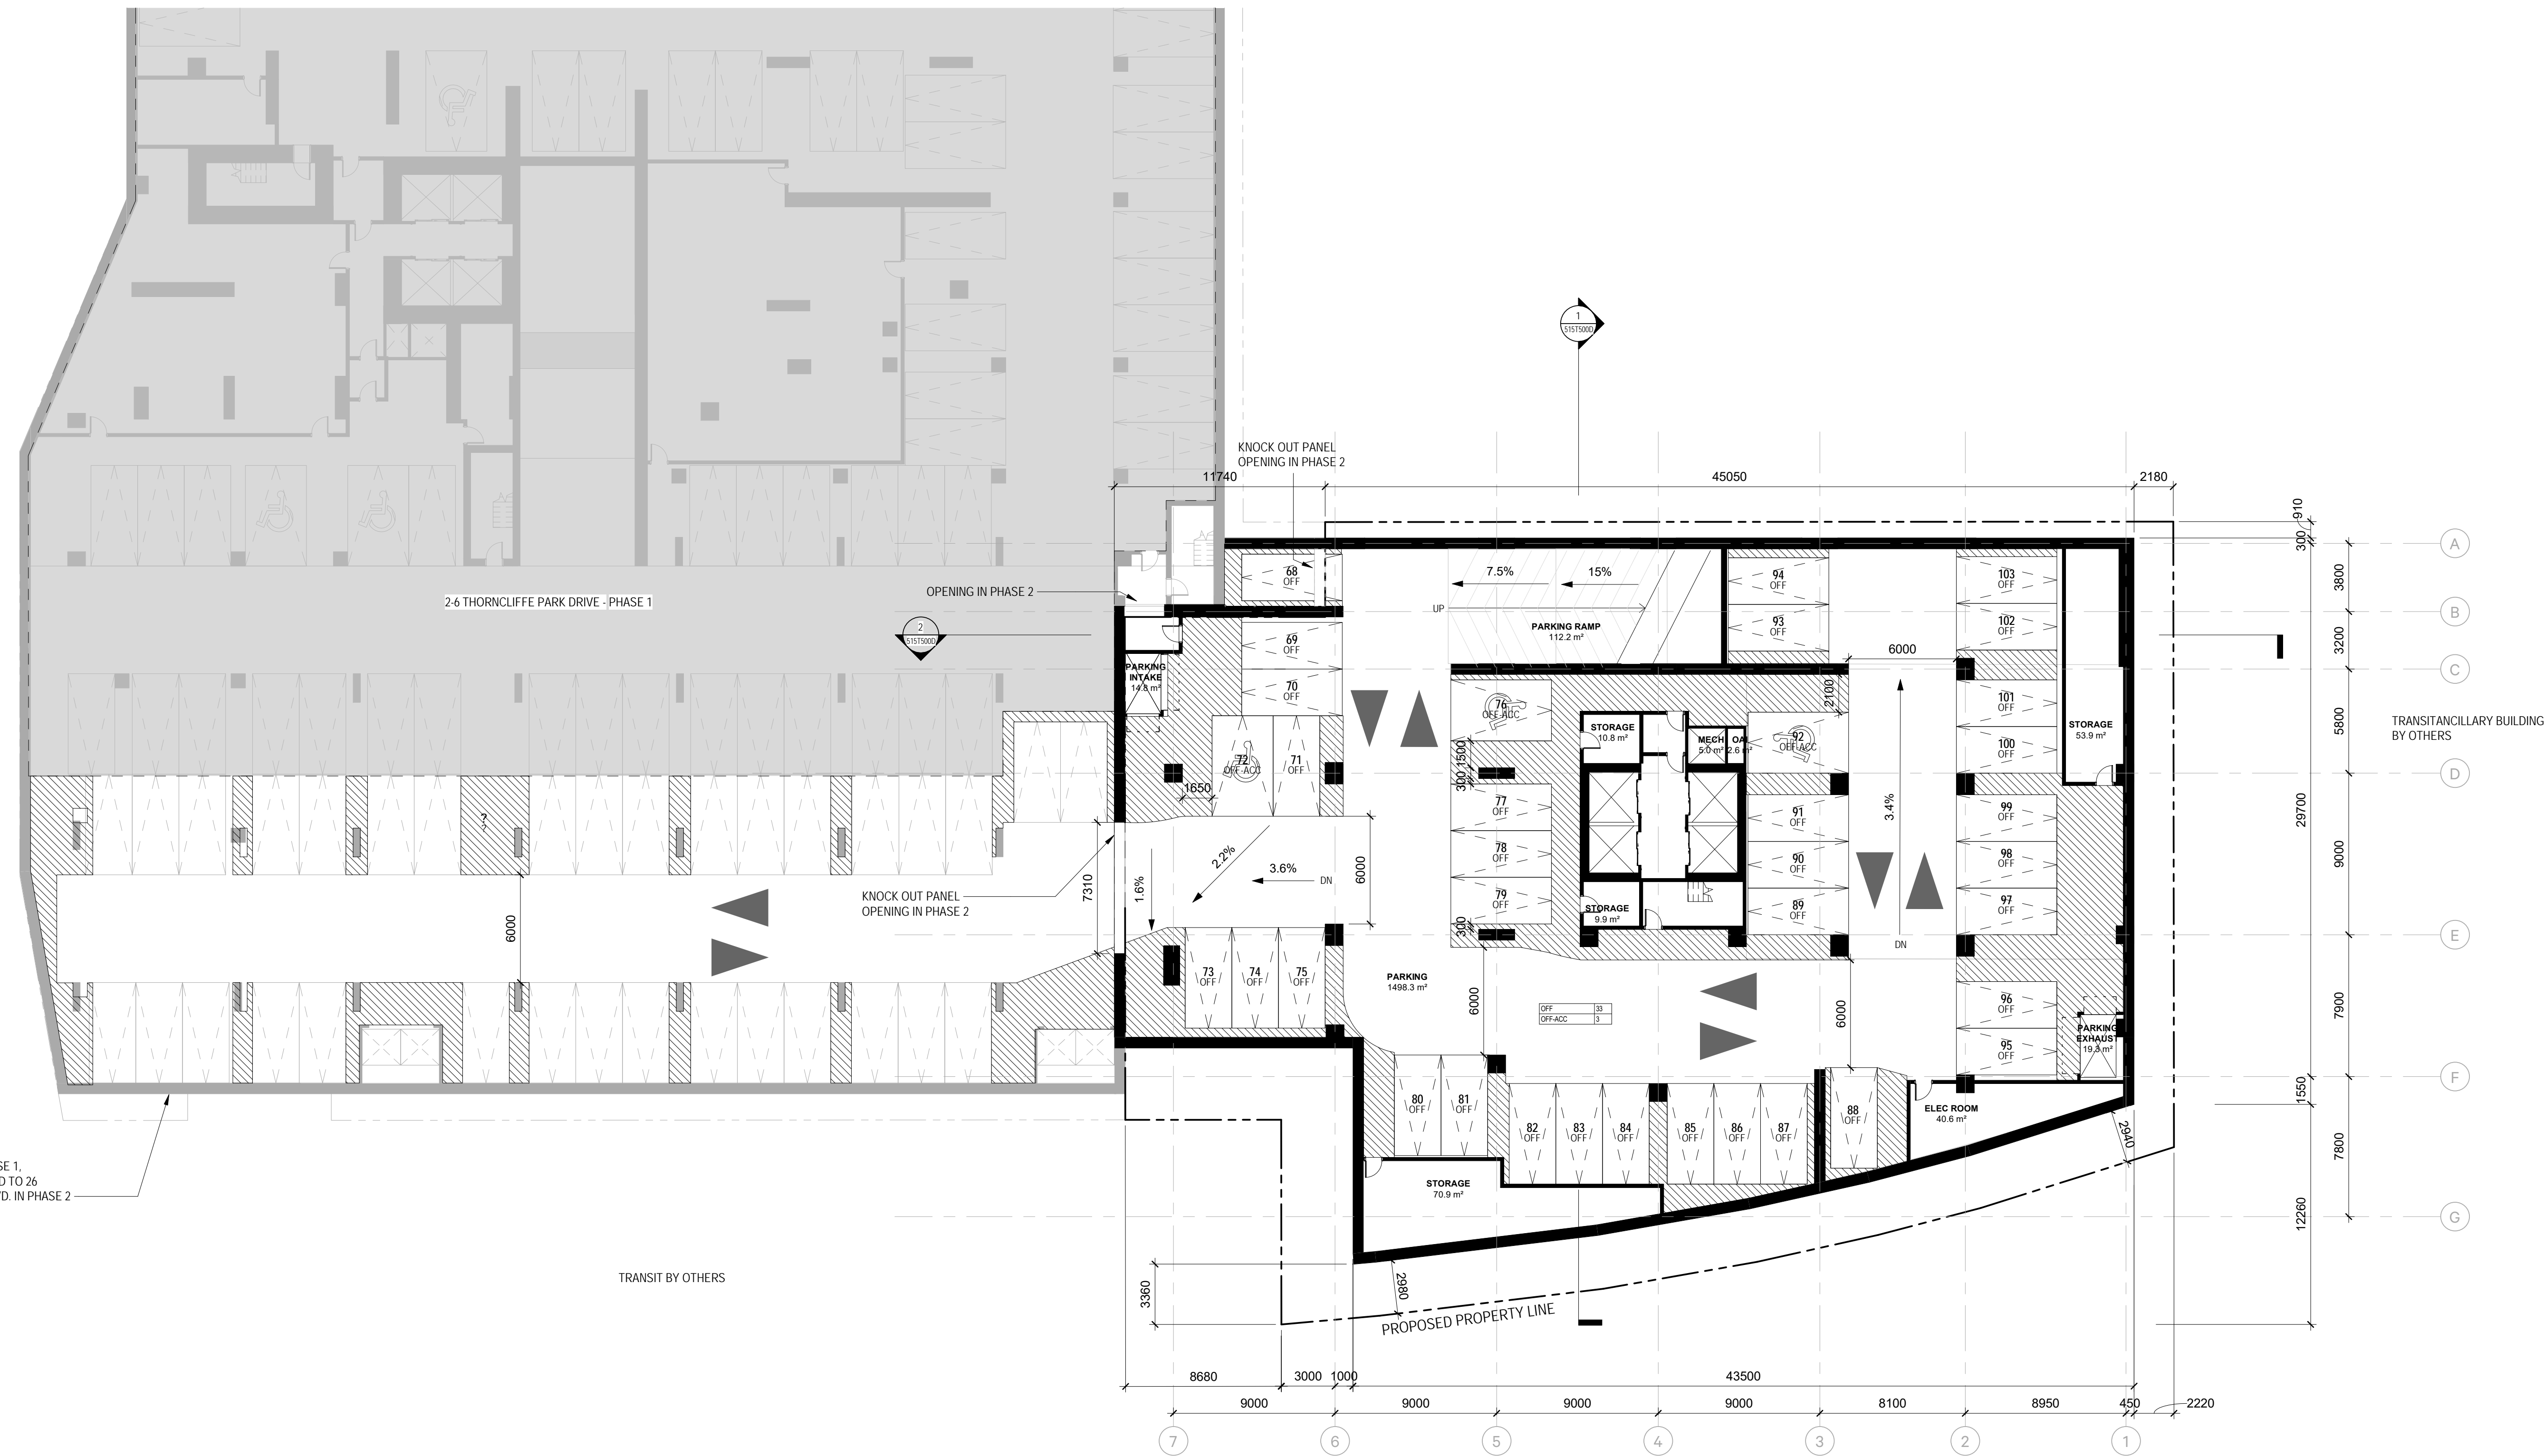 1
515T500D
KNOCK OUT PANEL
OPENING IN PHASE 2
11740
45050
2180
910
300
A
3800
B
3200
C
5800
D
29700
9000
E
7900
F
1550
7800
12260
G
2-6 THORNCLIFFE PARK DRIVE - PHASE 1
OPENING IN PHASE 2
2
515T500D
68
OFF
7.5%
15%
UP
PARKING RAMP
112.2 m²
94
OFF
93
OFF
103
OFF
102
OFF
6000
69
OFF
70
OFF
PARKING
INTAKE
14.8 m²
72
OFF-ACC
71
OFF
1650
76
OFF-ACC
1500
300
77
OFF
78
OFF
79
OFF
300
STORAGE
10.8 m²
MECH
5.0 m²
2.6 m²
2100
92
OFF-ACC
91
OFF
90
OFF
89
OFF
STORAGE
9.9 m²
3.4%
DN
101
OFF
100
OFF
99
OFF
98
OFF
97
OFF
STORAGE
53.9 m²
TRANSITANCILLARY BUILDING
BY OTHERS
?
?
6000
KNOCK OUT PANEL
OPENING IN PHASE 2
7310
1.6%
2.2%
3.6%
DN
6000
73
OFF
74
OFF
75
OFF
PARKING
1498.3 m²
6000
OFF 33
OFF-ACC 3
6000
96
OFF
95
OFF
PARKING
EXHAUST
19.3 m²
80
OFF
81
OFF
82
OFF
83
OFF
84
OFF
85
OFF
86
OFF
87
OFF
88
OFF
ELEC ROOM
40.6 m²
2940
STORAGE
70.9 m²
SE 1,
D TO 26
D. IN PHASE 2
TRANSIT BY OTHERS
3360
2980
PROPOSED PROPERTY LINE
8680
3000
1000
43500
9000
9000
9000
9000
8100
8950
450
2220
7
6
5
4
3
2
1